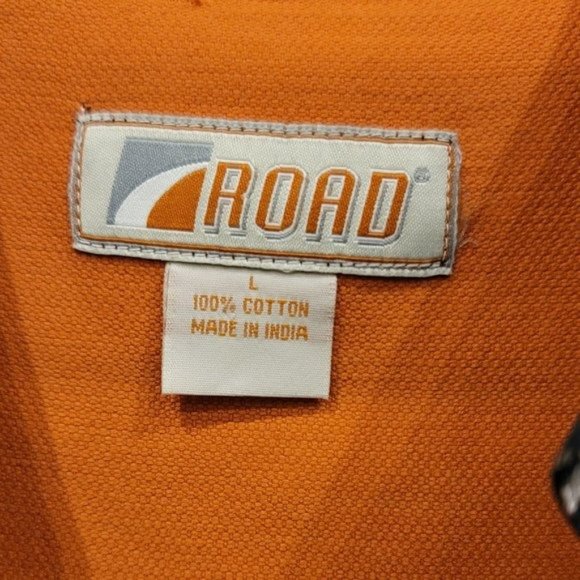 ROAD
L
100% COTTON
MADE IN INDIA